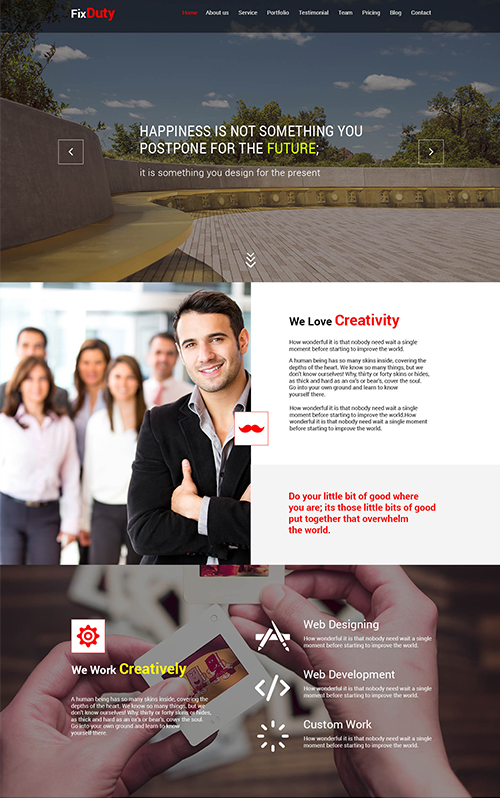 FixDuty
Home About us Service Portfolio Testimonial Team Pricing Blog Contact
HAPPINESS IS NOT SOMETHING YOU
POSTPONE FOR THE FUTURE;
it is something you design for the present
We Love Creativity
How wonderful it is that nobody need wait a single
moment before starting to improve the world.
A human being has so many skins inside, covering the
depths of the heart. We know so many things, but we
don't know ourselves! Why, thirty or forty skins or hides,
as thick and hard as an ox's or bear's, cover the soul.
Go into your own ground and learn to know
yourself there.
How wonderful it is that nobody need wait a single
moment before starting to improve the world.How
wonderful it is that nobody need wait a single moment
before starting to improve the world.
Do your little bit of good where
you are; its those little bits of good
put together that overwhelm
the world.
We Work Creatively
A human being has so many skins inside, covering the
depths of the heart. We know so many things, but we
don't know ourselves! Why, thirty or forty skins or hides,
as thick and hard as an ox's or bear's, cover the soul.
Go into your own ground and learn to know
yourself there.
Web Designing
How wonderful it is that nobody need wait a single
moment before starting to improve the world.
Web Development
How wonderful it is that nobody need wait a single
moment before starting to improve the world.
Custom Work
How wonderful it is that nobody need wait a single
moment before starting to improve the world.